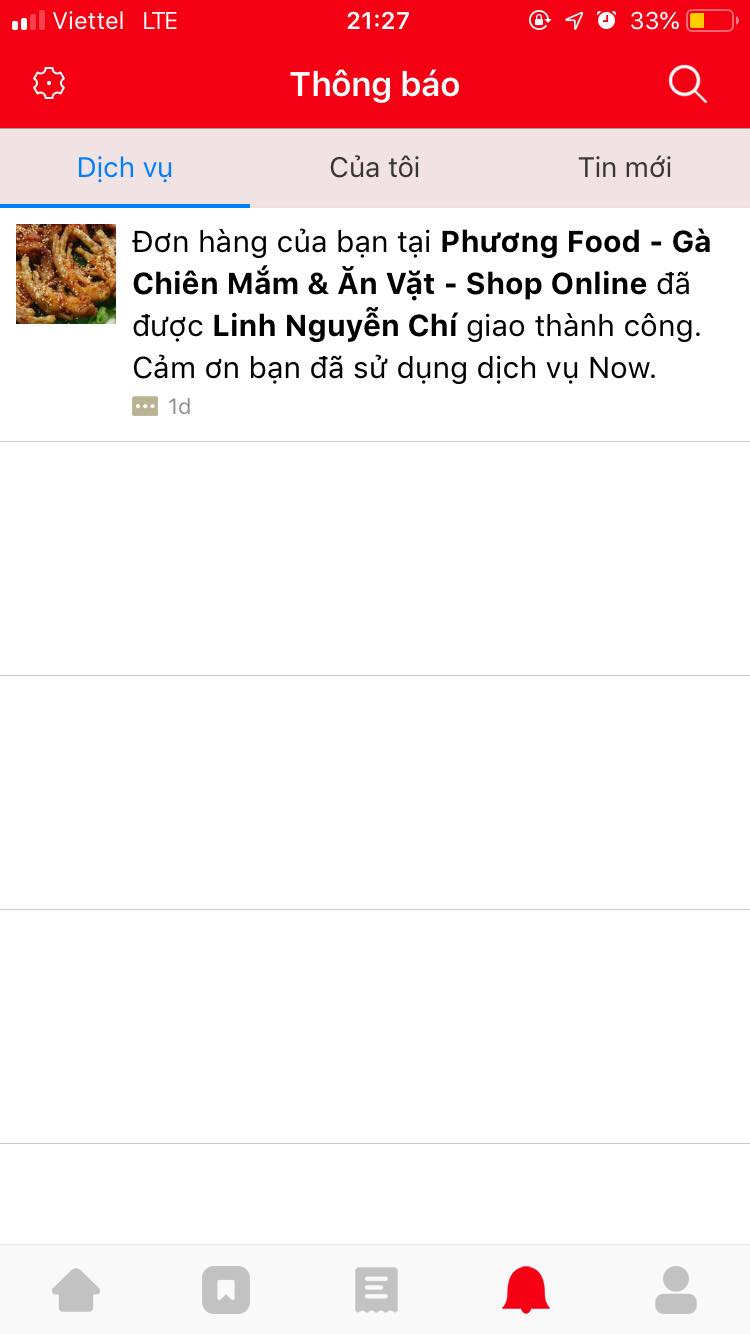 Viettel LTE 21:27 33%
Thông báo
Dịch vụ Của tôi Tin mới
Đơn hàng của bạn tại Phương Food - Gà
Chiên Mắm & Ăn Vặt - Shop Online đã
được Linh Nguyễn Chí giao thành công.
Cảm ơn bạn đã sử dụng dịch vụ Now.
1d